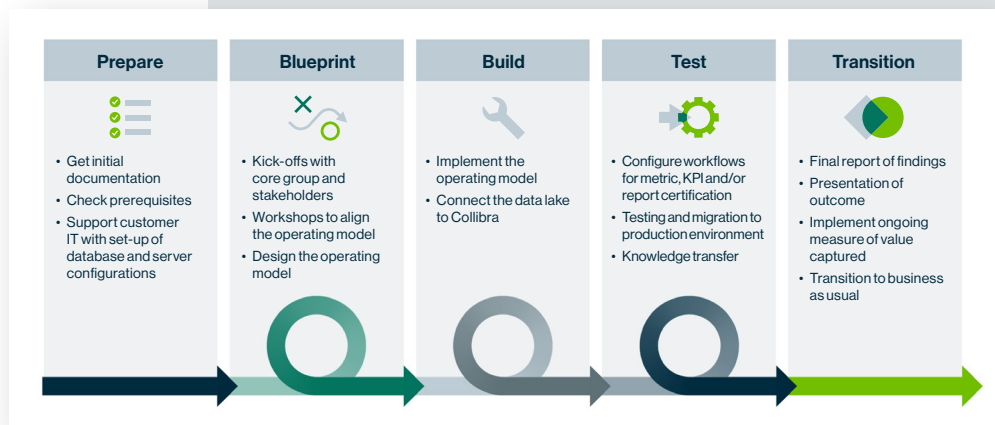 Prepare
• Get initial
documentation
• Check prerequisites
• Support customer
IT with set-up of
database and server
configurations
Blueprint
• Kick-offs with
core group and
stakeholders
• Workshops to align
the operating model
• Design the operating
model
Build
• Implement the
operating model
• Connect the data lake
to Collibra
Test
• Configure workflows
for metric, KPI and/or
report certification
• Testing and migration to
production environment
• Knowledge transfer
Transition
• Final report of findings
• Presentation of
outcome
• Implement ongoing
measure of value
captured
• Transition to business
as usual